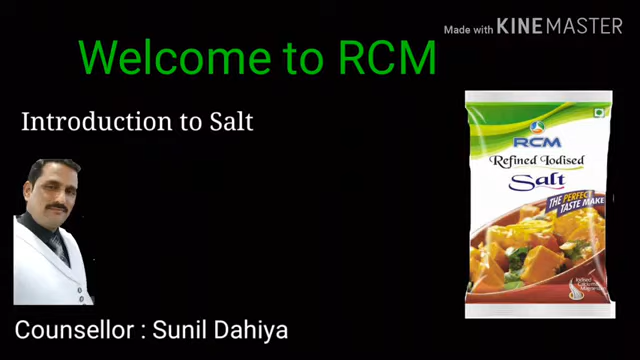 Made with KINEMASTER
Welcome to RCM
Introduction to Salt
RCM
Refined Iodised
Salt
THE PERFECT
TASTE MAKE
Counsellor : Sunil Dahiya